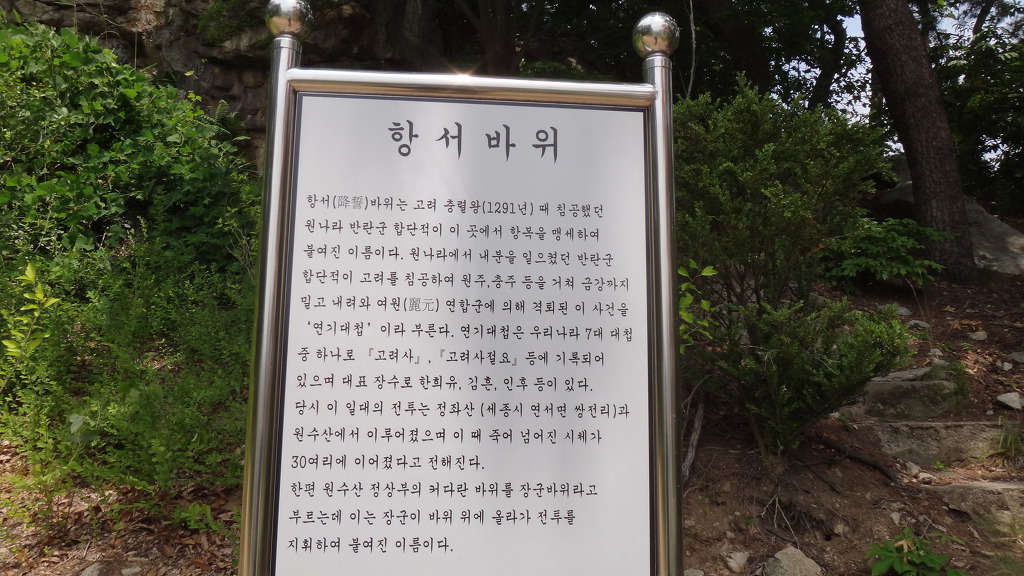 항서바위
항서(降誓)바위는 고려 충렬왕(1291년) 때 침공했던
원나라 반란군 합단적이 이 곳에서 항복을 맹세하여
붙여진 이름이다. 원나라에서 내분을 일으켰던 반란군
합단적이 고려를 침공하여 원주,충주 등을 거쳐 금강까지
밀고 내려와 여원(麗元) 연합군에 의해 격퇴된 이 사건을
‘연기대첩’ 이라 부른다. 연기대첩은 우리나라 7대 대첩
중 하나로 『고려사』,『고려사절요』 등에 기록되어
있으며 대표 장수로 한희유, 김흔, 인후 등이 있다.
당시 이 일대의 전투는 정좌산 (세종시 연서면 쌍전리)과
원수산에서 이루어졌으며 이 때 죽어 넘어진 시체가
30여리에 이어졌다고 전해진다.
한편 원수산 정상부의 커다란 바위를 장군바위라고
부르는데 이는 장군이 바위 위에 올라가 전투를
지휘하여 붙여진 이름이다.